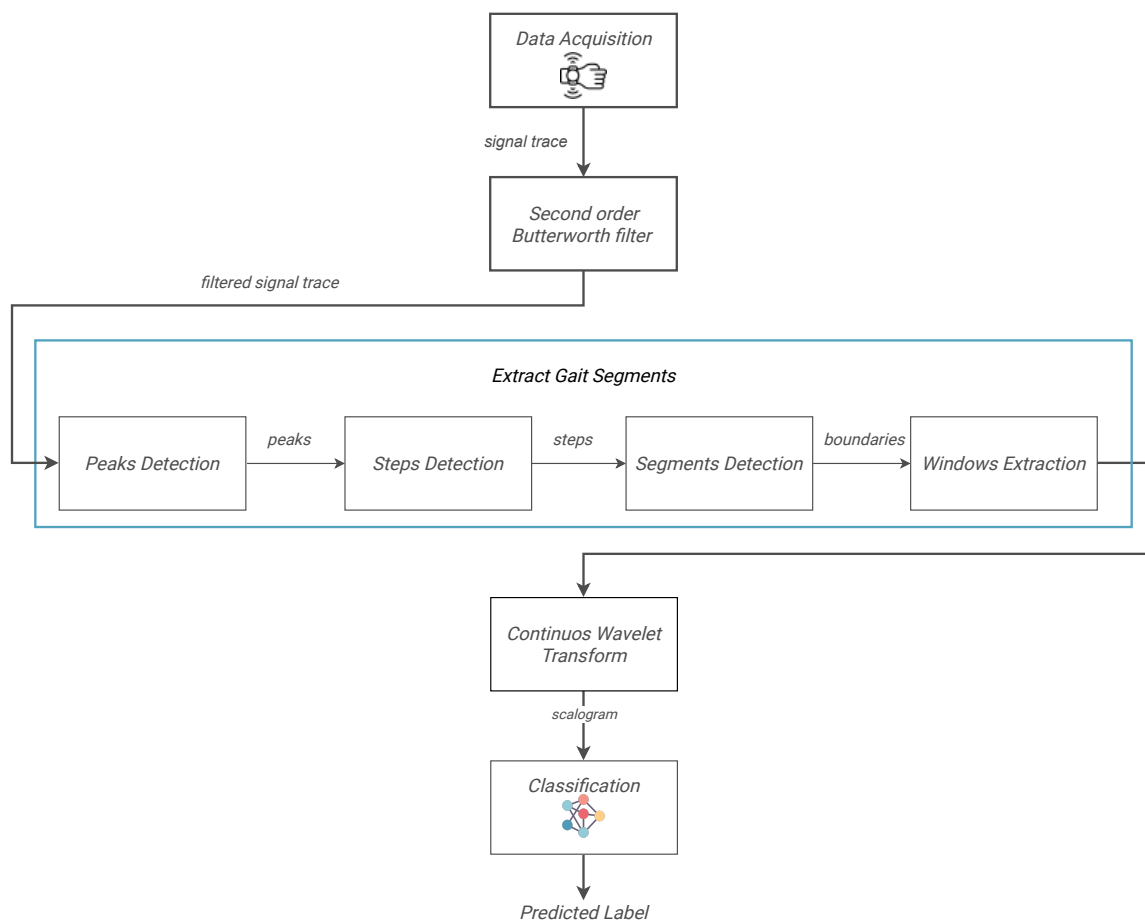 Data Acquisition
signal trace
Second order
Butterworth filter
filtered signal trace
Extract Gait Segments
Peaks Detection
peaks
Steps Detection
steps
Segments Detection
boundaries
Windows Extraction
Continuos Wavelet
Transform
scalogram
Classification
Predicted Label